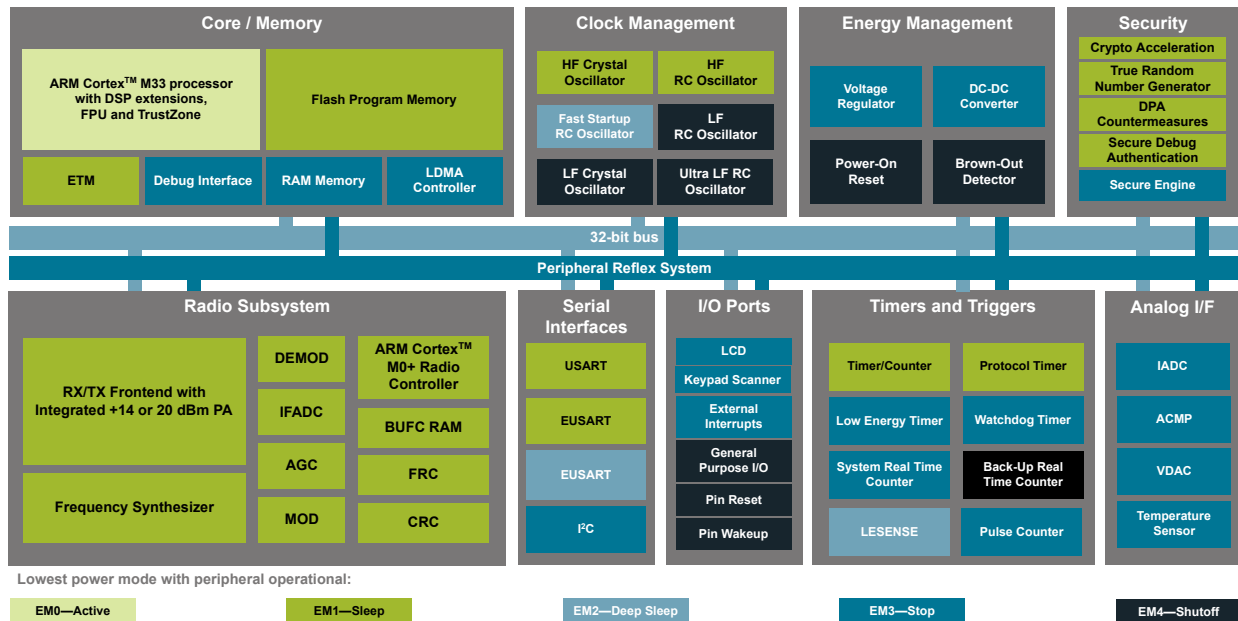 Core / Memory
ARM Cortex™ M33 processor
with DSP extensions,
FPU and TrustZone
Flash Program Memory
ETM
Debug Interface
RAM Memory
LDMA
Controller
Clock Management
HF Crystal
Oscillator
HF
RC Oscillator
Fast Startup
RC Oscillator
LF
RC Oscillator
LF Crystal
Oscillator
Ultra LF RC
Oscillator
Energy Management
Voltage
Regulator
DC-DC
Converter
Power-On
Reset
Brown-Out
Detector
Security
Crypto Acceleration
True Random
Number Generator
DPA
Countermeasures
Secure Debug
Authentication
Secure Engine
32-bit bus
Peripheral Reflex System
Radio Subsystem
RX/TX Frontend with
Integrated +14 or 20 dBm PA
Frequency Synthesizer
DEMOD
IFADC
AGC
MOD
ARM Cortex™
M0+ Radio
Controller
BUFC RAM
FRC
CRC
Serial
Interfaces
USART
EUSART
EUSART
I²C
I/O Ports
LCD
Keypad Scanner
External
Interrupts
General
Purpose I/O
Pin Reset
Pin Wakeup
Timers and Triggers
Timer/Counter
Protocol Timer
Low Energy Timer
Watchdog Timer
System Real Time
Counter
Back-Up Real
Time Counter
LESENSE
Pulse Counter
Analog I/F
IADC
ACMP
VDAC
Temperature
Sensor
Lowest power mode with peripheral operational:
EM0—Active
EM1—Sleep
EM2—Deep Sleep
EM3—Stop
EM4—Shutoff